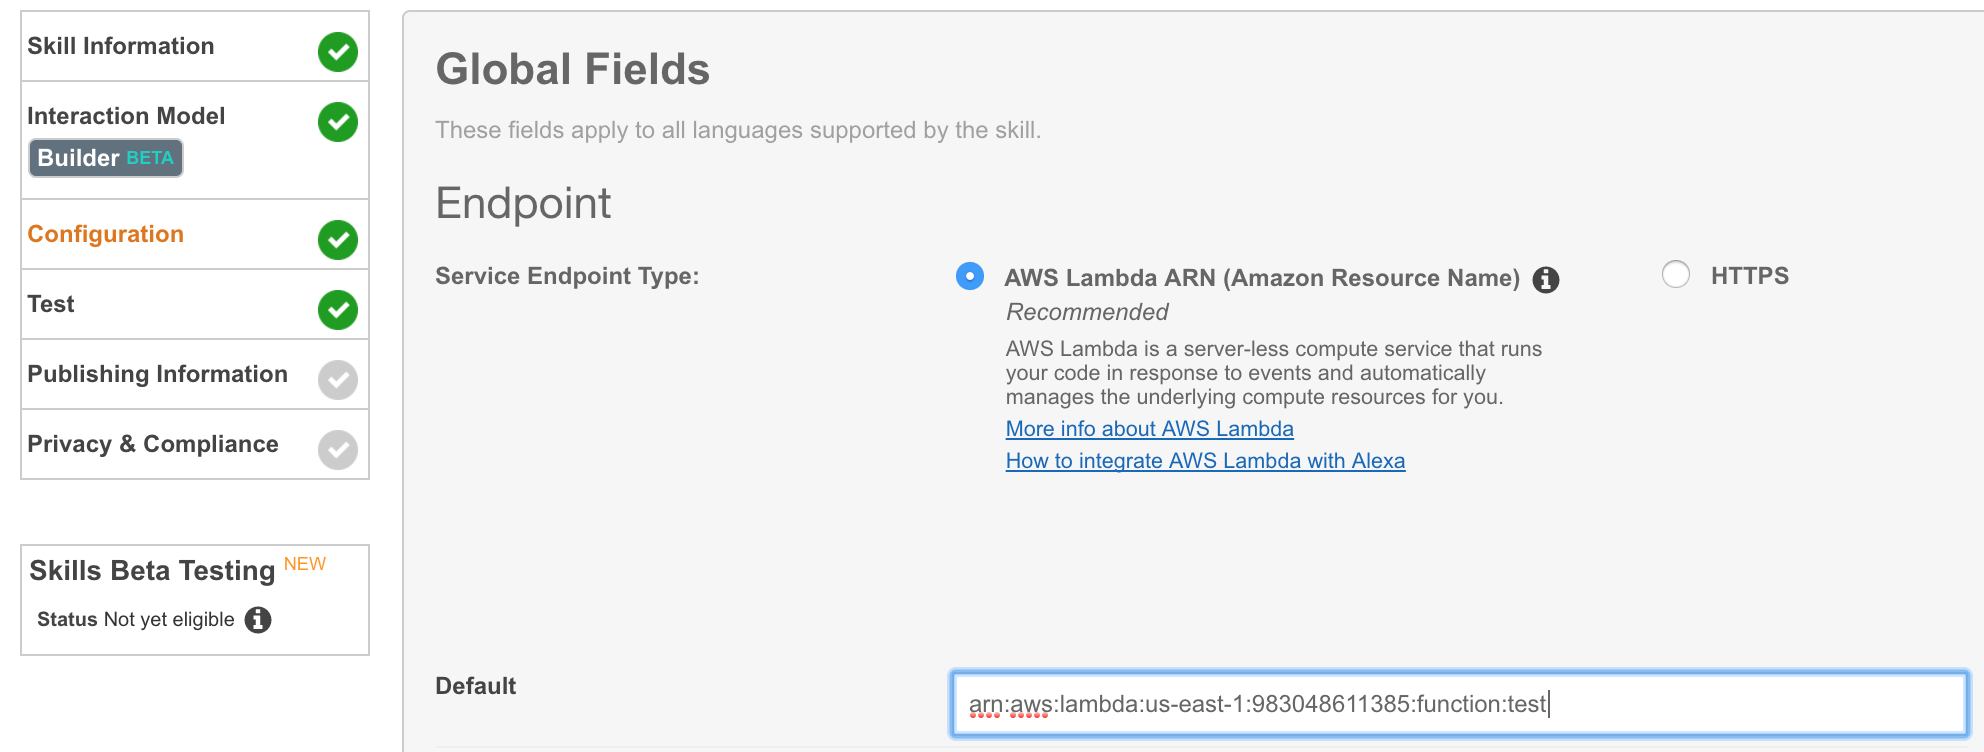 Skill Information
Interaction Model
Builder BETA
Configuration
Test
Publishing Information
Privacy & Compliance
Skills Beta Testing NEW
Status Not yet eligible
Global Fields
These fields apply to all languages supported by the skill.
Endpoint
Service Endpoint Type:
AWS Lambda ARN (Amazon Resource Name)
Recommended
AWS Lambda is a server-less compute service that runs
your code in response to events and automatically
manages the underlying compute resources for you.
More info about AWS Lambda
How to integrate AWS Lambda with Alexa
HTTPS
Default
arn:aws:lambda:us-east-1:983048611385:function:test